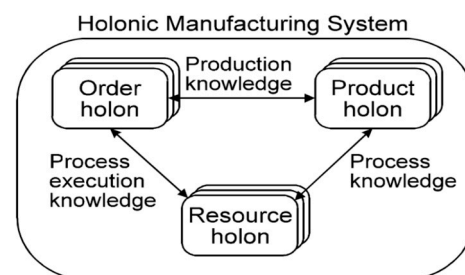 Holonic Manufacturing System
Order
holon
Production
knowledge
Product
holon
Process
execution
knowledge
Process
knowledge
Resource
holon